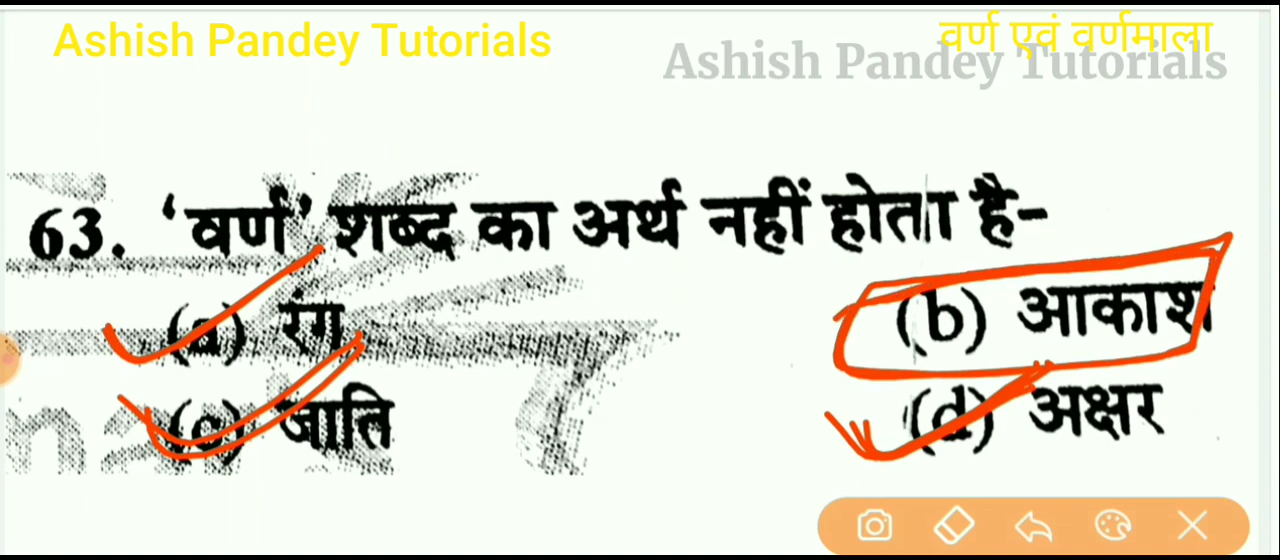 Ashish Pandey Tutorials
वर्ण एवं वर्णमाला
Ashish Pandey Tutorials
63. ‘वर्ण’ शब्द का अर्थ नहीं होता है-
(a) रंग (b) आकाश
(c) जाति (d) अक्षर